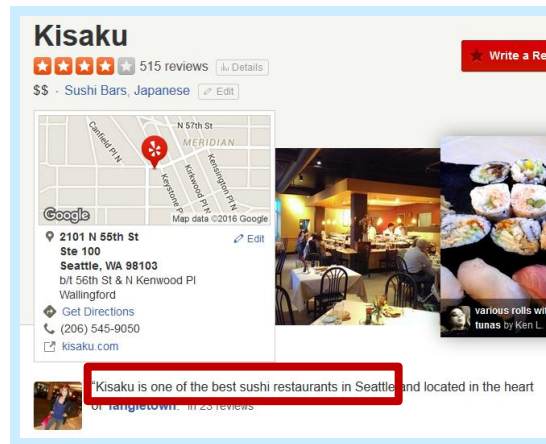 Kisaku
515 reviews Details
Write a Re
$$ · Sushi Bars, Japanese Edit
N 57th St
MERIDIAN
Canfield Pl N
Kensington Pl N
Kirkwood Pl N
Keystone P
Google
Map data ©2016 Google
2101 N 55th St Edit
Ste 100
Seattle, WA 98103
b/t 56th St & N Kenwood Pl
Wallingford
Get Directions
(206) 545-9050
kisaku.com
various rolls wi
tunas by Ken L.
"Kisaku is one of the best sushi restaurants in Seattle and located in the heart
of Tangletown." in 23 reviews